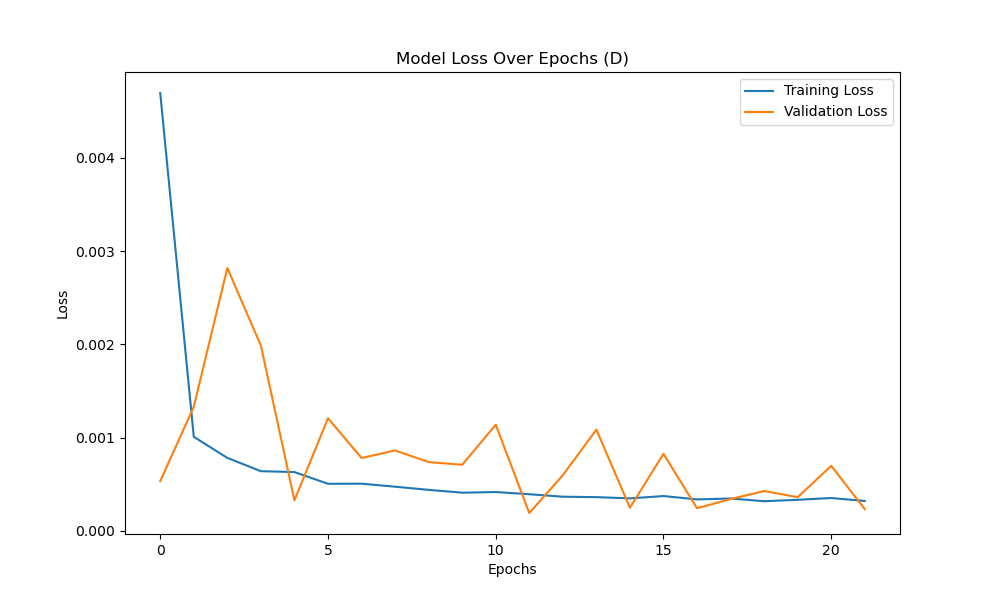 Model Loss Over Epochs (D)
Training Loss
Validation Loss
0.004
0.003
0.002
0.001
0.000
Loss
0 5 10 15 20
Epochs